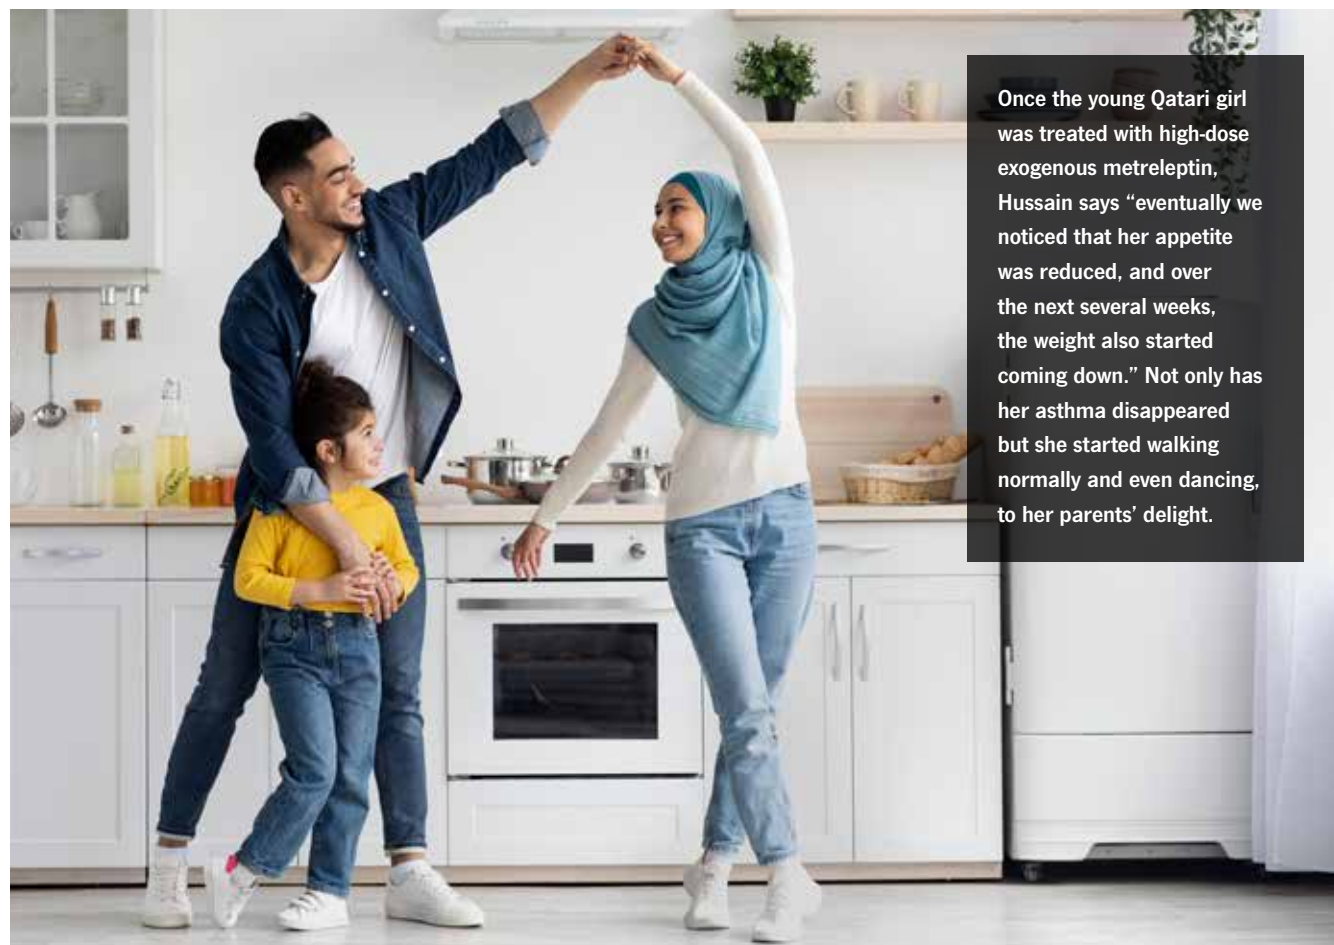 Once the young Qatari girl
was treated with high-dose
exogenous metreleptin,
Hussain says “eventually we
noticed that her appetite
was reduced, and over
the next several weeks,
the weight also started
coming down.” Not only has
her asthma disappeared
but she started walking
normally and even dancing,
to her parents’ delight.